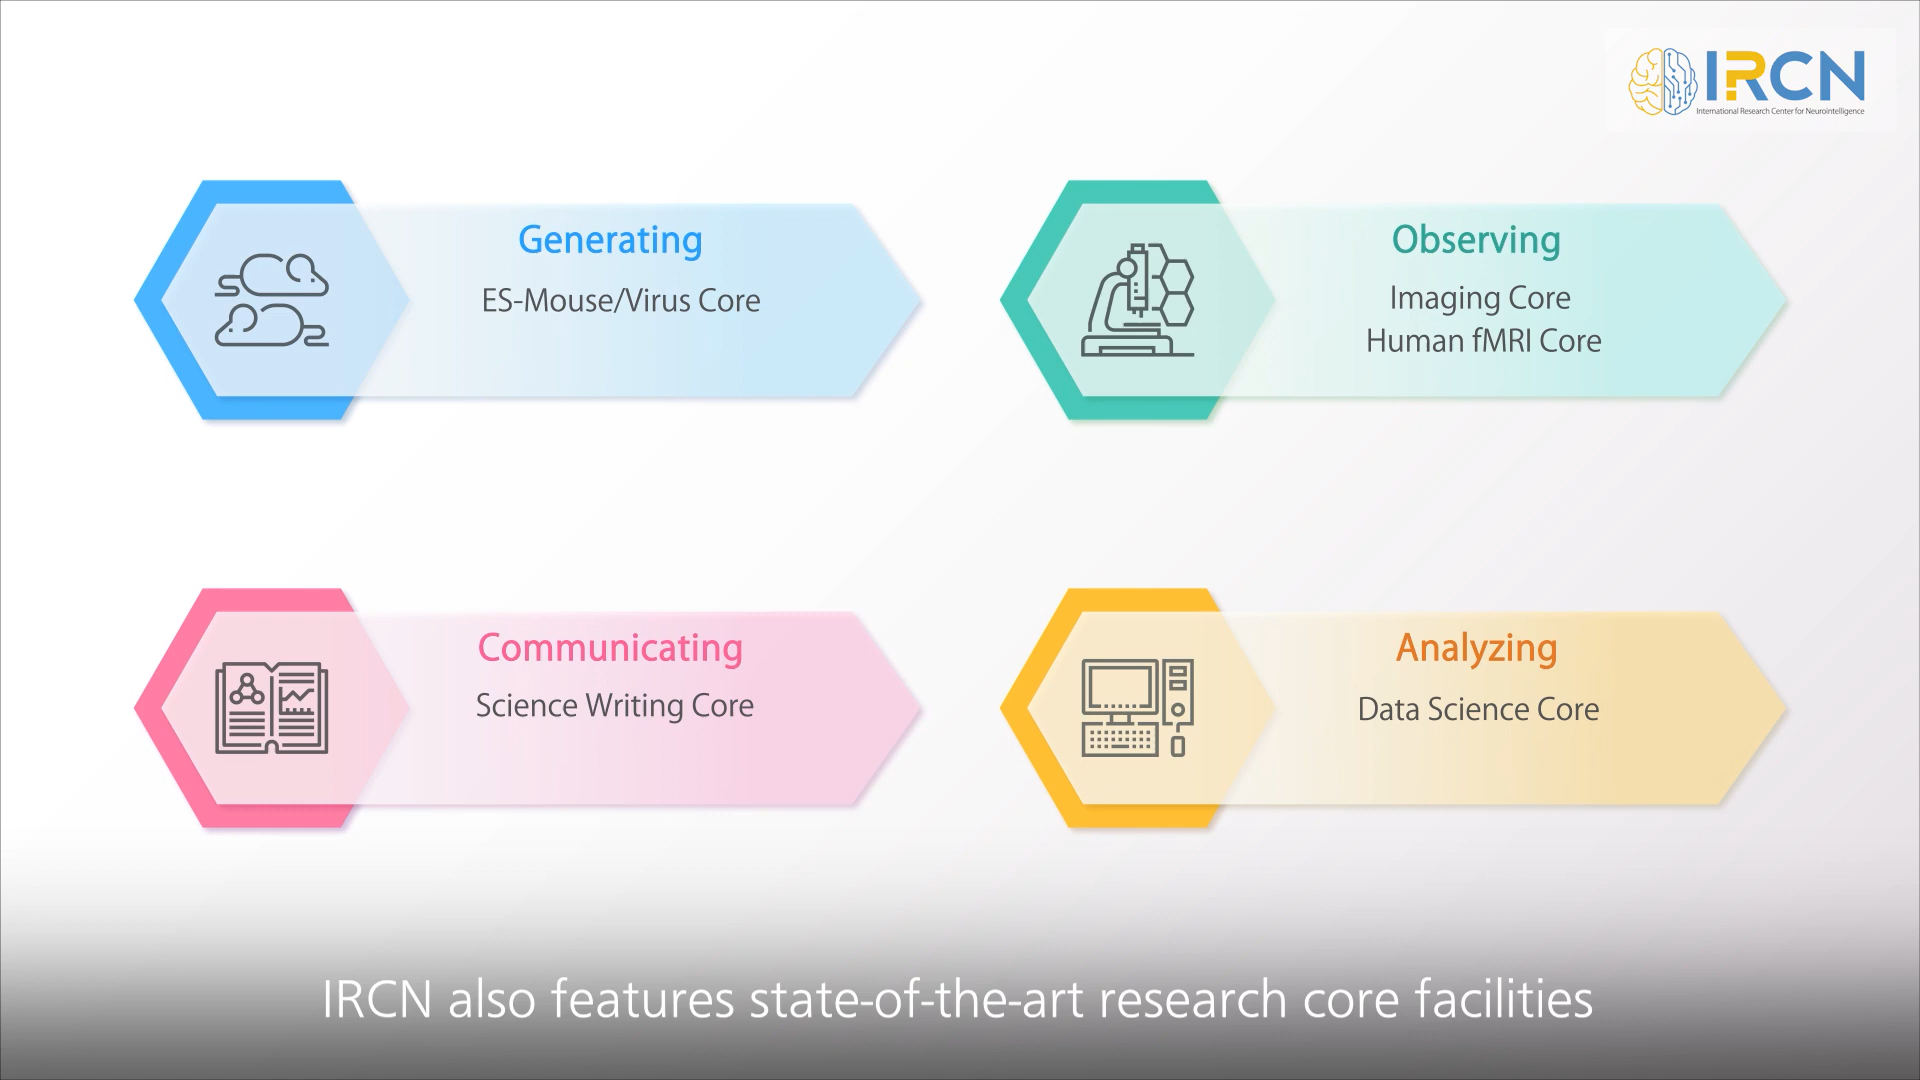 IRCN
International Research Center for Neurointelligence
Generating
ES-Mouse/Virus Core
Observing
Imaging Core
Human fMRI Core
Communicating
Science Writing Core
Analyzing
Data Science Core
IRCN also features state-of-the-art research core facilities